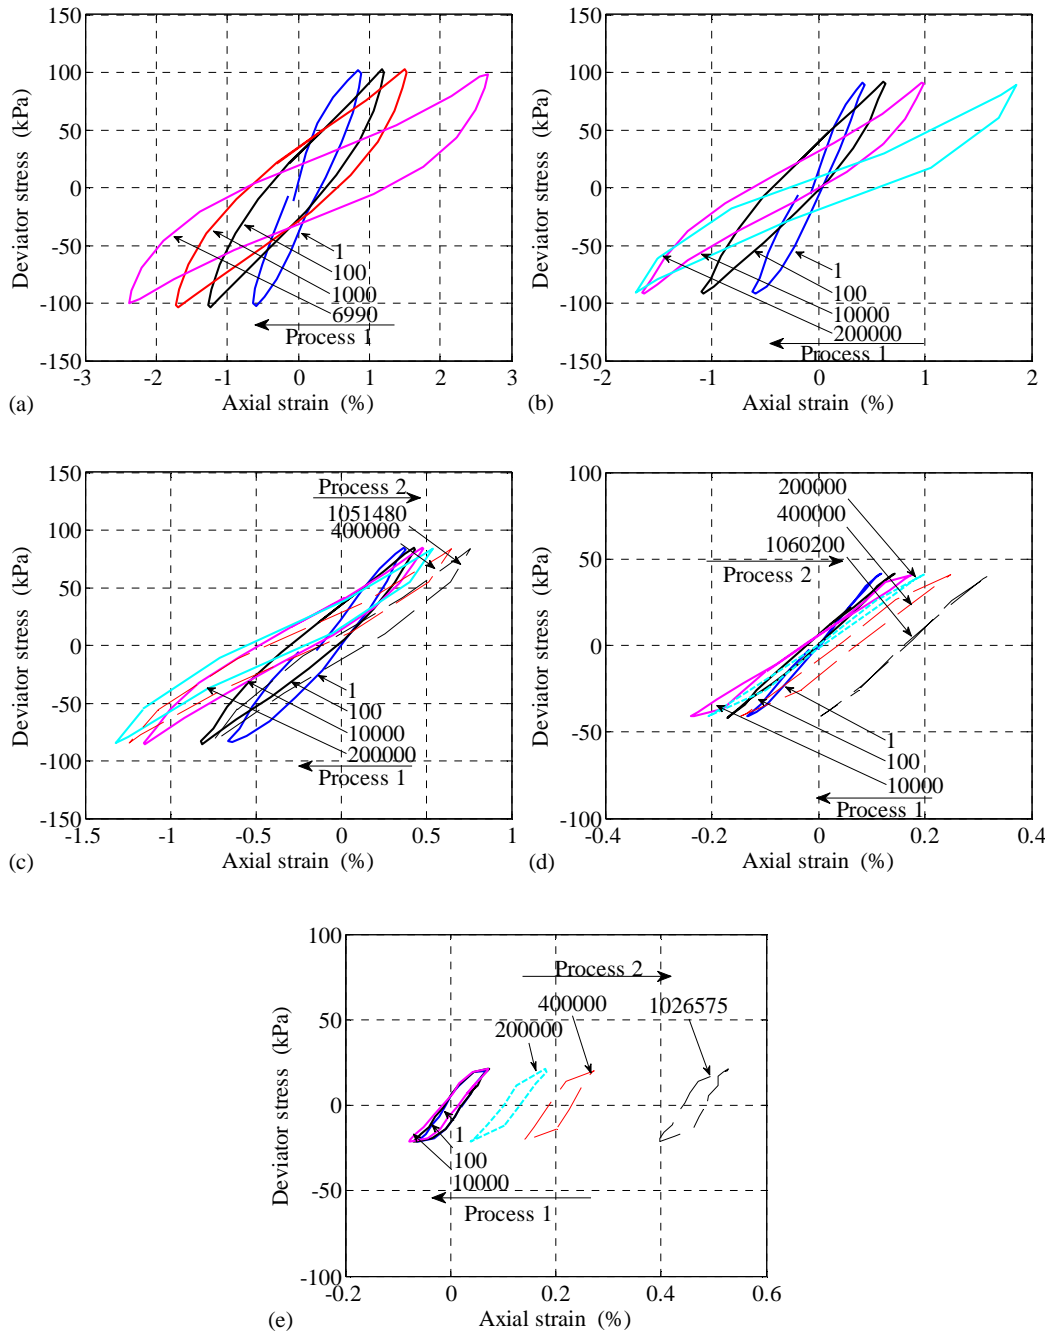 150
100
50
0
-50
-100
-150
Deviator stress (kPa)
1
100
1000
6990
Process 1
-3 -2 -1 0 1 2 3
Axial strain (%)
(a)
150
100
50
0
-50
-100
-150
Deviator stress (kPa)
1
100
10000
200000
Process 1
-2 -1 0 1 2
Axial strain (%)
(b)
150
100
50
0
-50
-100
-150
Deviator stress (kPa)
Process 2
1051480
400000
1
100
10000
200000
Process 1
-1.5 -1 -0.5 0 0.5 1
Axial strain (%)
(c)
100
50
0
-50
-100
Deviator stress (kPa)
200000
400000
1060200
Process 2
1
100
10000
Process 1
-0.4 -0.2 0 0.2 0.4
Axial strain (%)
(d)
100
50
0
-50
-100
Deviator stress (kPa)
Process 2
400000
1026575
200000
1
100
10000
Process 1
-0.2 0 0.2 0.4 0.6
Axial strain (%)
(e)